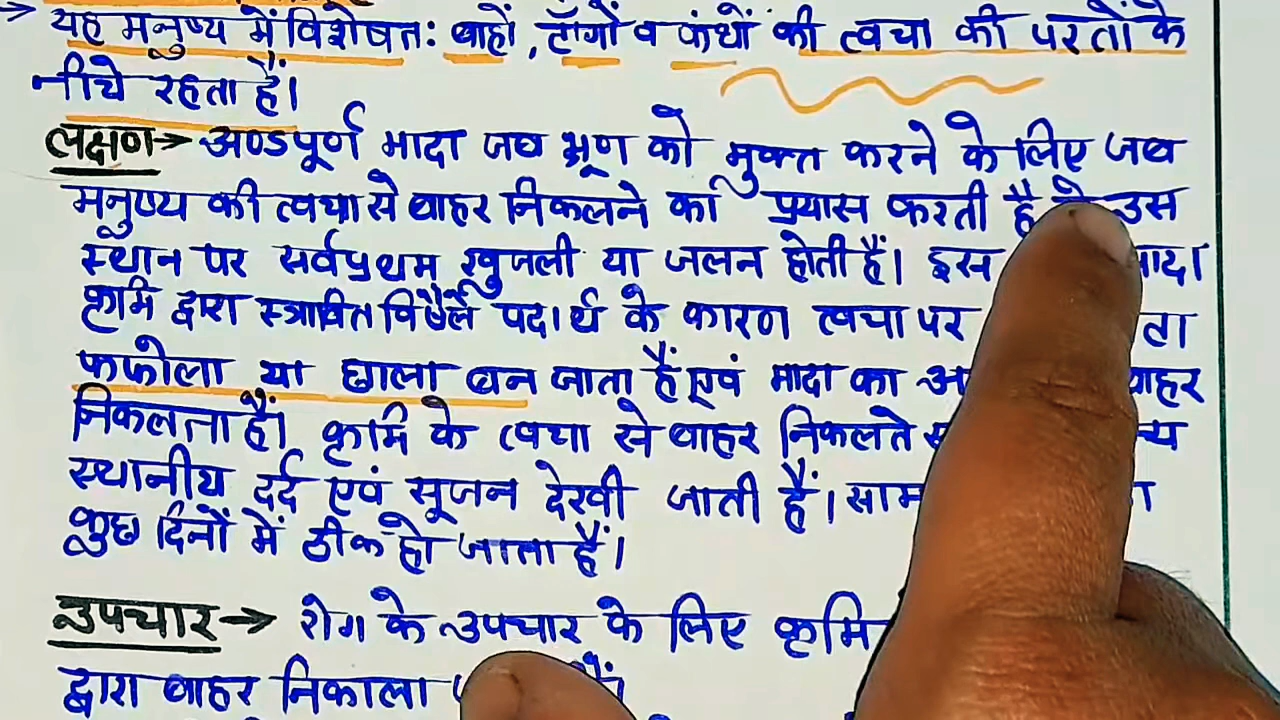 → यह मनुष्य में विशेषतः बाहों, टाँगों व कंधों की त्वचा की परतों के
नीचे रहता है।
लक्षण→ अण्डपूर्ण मादा जब भ्रूण को मुक्त करने के लिए जब
मनुष्य की त्वचा से बाहर निकलने का प्रयास करती है उस
स्थान पर सर्वप्रथम खुजली या जलन होती हैं। इस
कृमि द्वारा स्त्रावित विषैले पदार्थ के कारण त्वचा पर
फफोला या छाला बन जाता हैं एवं मादा का बाहर
निकलता हैं। कृमि के त्वचा से बाहर निकलते
स्थानीय दर्द एवं सूजन देखी जाती हैं।
कुछ दिनों में ठीक हो जाता हैं।
उपचार→ रोग के उपचार के लिए कृमि
द्वारा बाहर निकाला